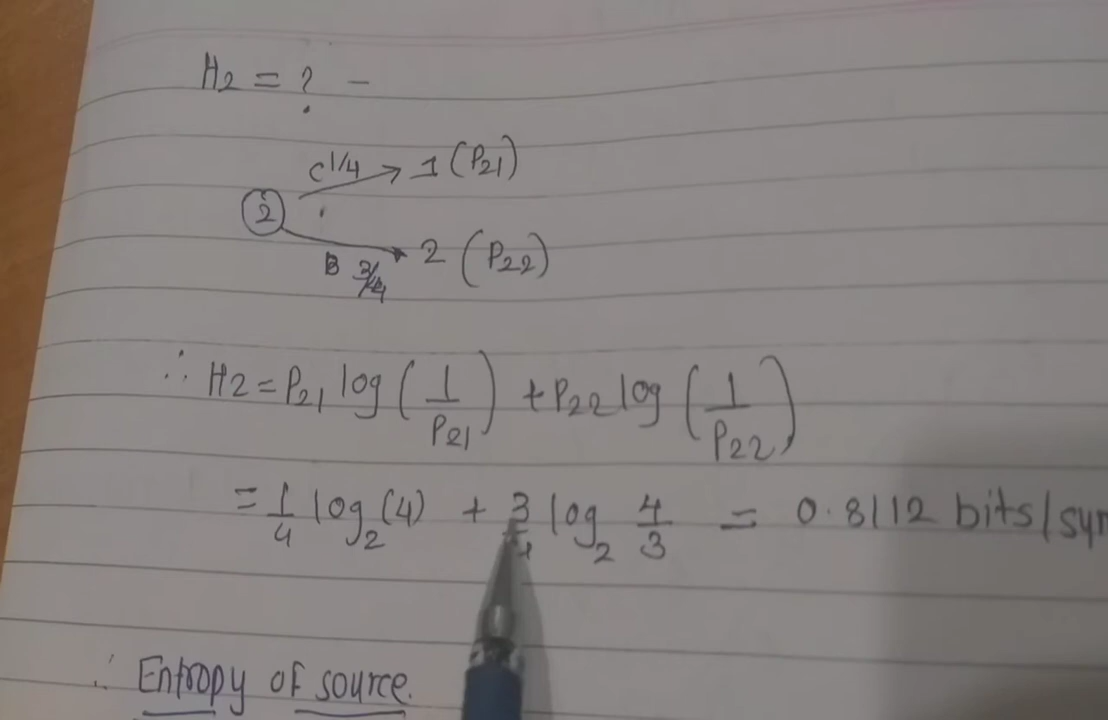 H2 = ? –
C 1/4 → 1 (P21)
2
B 3/4 → 2 (P22)
∴ H2 = P21 log (1/P21) + P22 log (1/P22)
= 1/4 log2 (4) + 3/4 log2 4/3 = 0.8112 bits/sym
∴ Entropy of source.